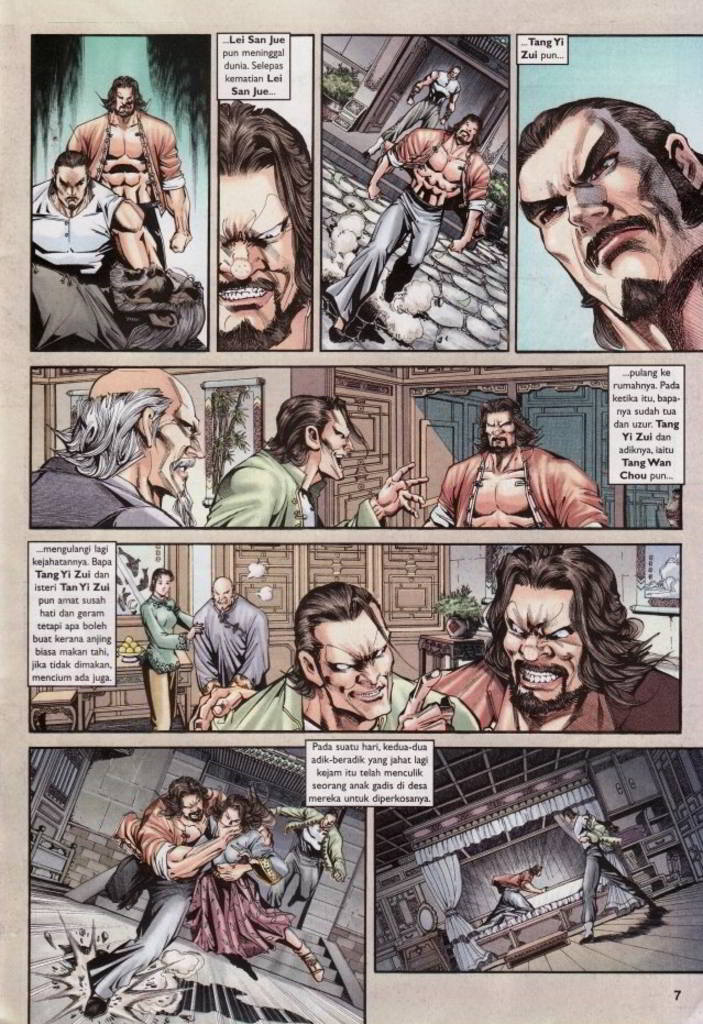 ...Lei San Jue
pun meninggal
dunia. Selepas
kematian Lei
San Jue...
...Tang Yi
Zui pun...
...pulang ke
rumahnya. Pada
ketika itu, bapa-
nya sudah tua
dan uzur. Tang
Yi Zui dan
adiknya, iaitu
Tang Wan
Chou pun...
...mengulangi lagi
kejahatannya. Bapa
Tang Yi Zui dan
isteri Tan Yi Zui
pun amat susah
hati dan geram
tetapi apa boleh
buat kerana anjing
biasa makan tahi,
jika tidak dimakan,
mencium ada juga.
Pada suatu hari, kedua-dua
adik-beradik yang jahat lagi
kejam itu telah menculik
seorang anak gadis di desa
mereka untuk diperkosanya.
7